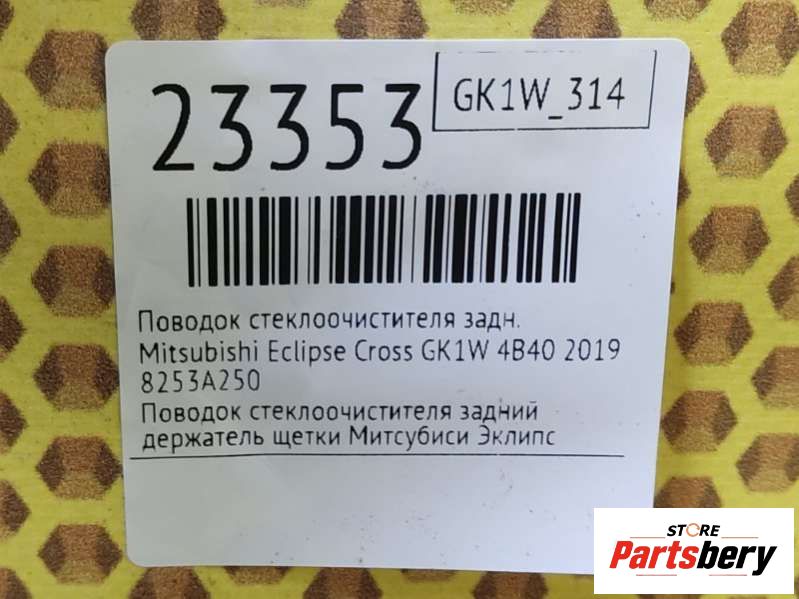 23353
GK1W_314
Поводок стеклоочистителя задн.
Mitsubishi Eclipse Cross GK1W 4B40 2019
8253A250
Поводок стеклоочистителя задний
держатель щетки Митсубиси Эклипс
STORE
Partsbery